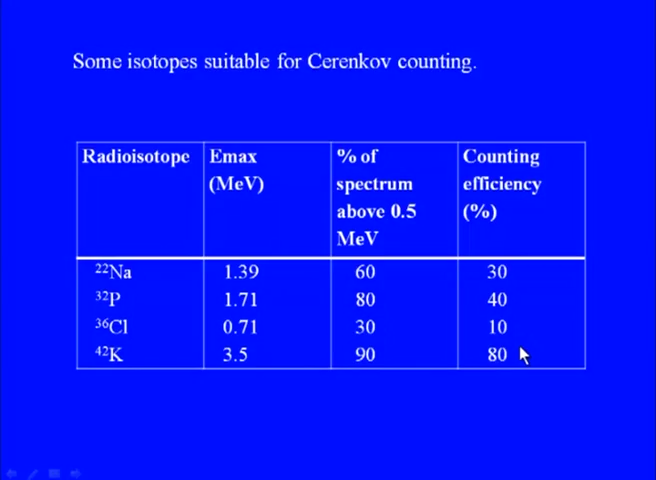 Some isotopes suitable for Cerenkov counting.
Radioisotope Emax (MeV) % of spectrum above 0.5 MeV Counting efficiency (%)
²²Na 1.39 60 30
³²P 1.71 80 40
³⁶Cl 0.71 30 10
⁴²K 3.5 90 80